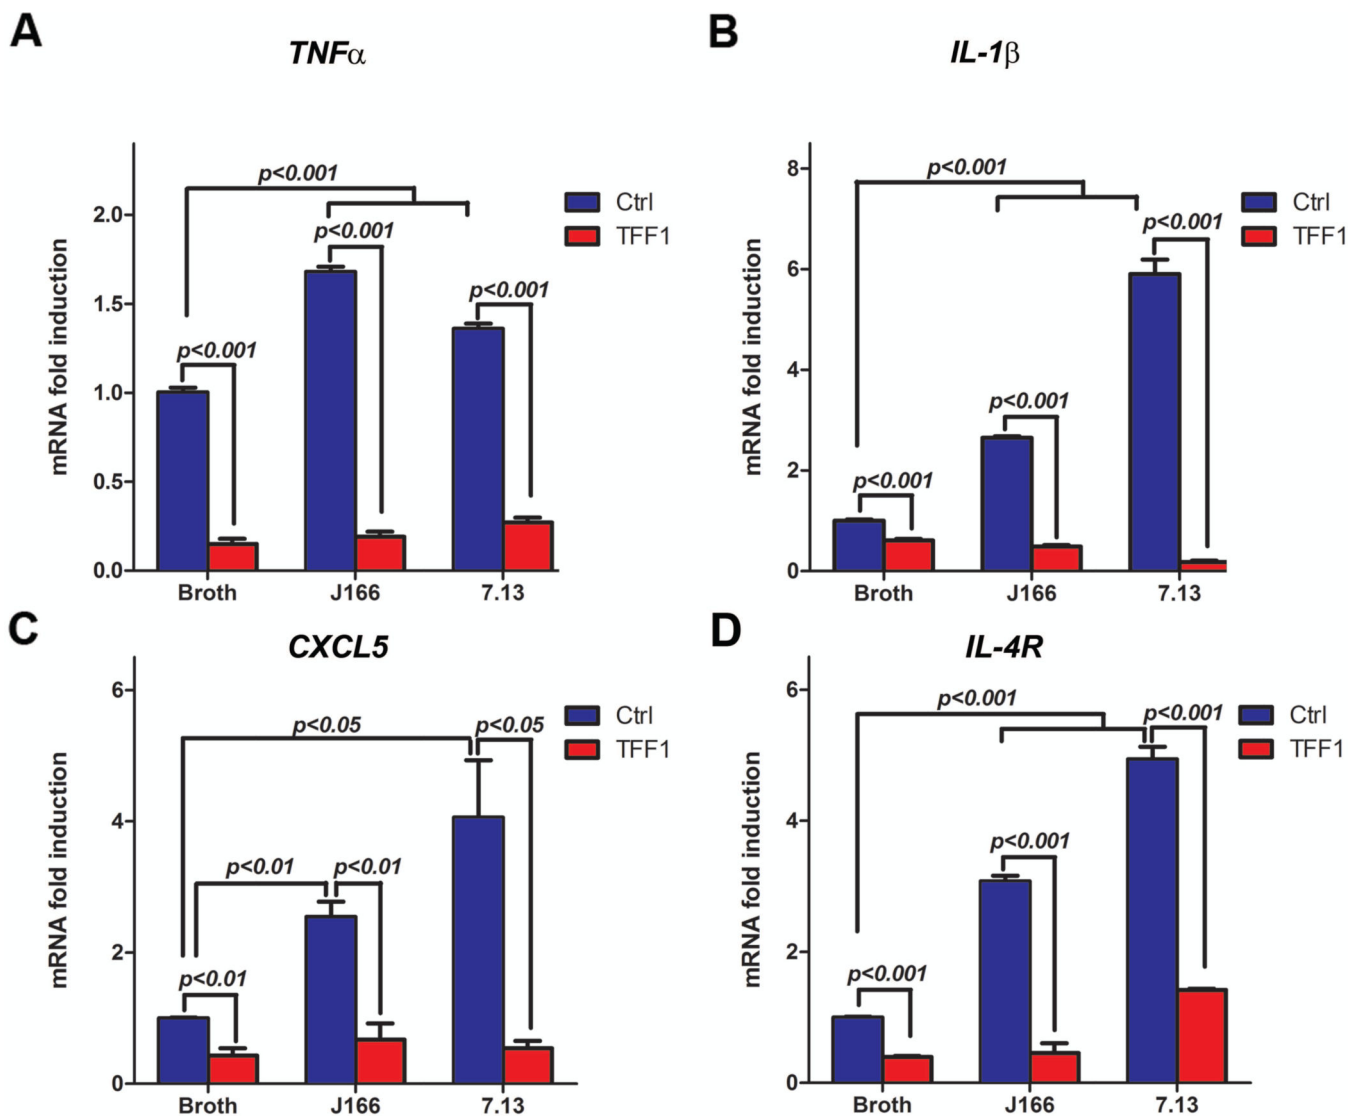 A
TNFα
mRNA fold induction
2.0
1.5
1.0
0.5
0.0
p<0.001
p<0.001
p<0.001
p<0.001
Ctrl
TFF1
Broth J166 7.13
B
IL-1β
mRNA fold induction
8
6
4
2
0
p<0.001
p<0.001
p<0.001
p<0.001
Ctrl
TFF1
Broth J166 7.13
C
CXCL5
mRNA fold induction
6
4
2
0
p<0.05 p<0.05
p<0.01 p<0.01
p<0.01
Ctrl
TFF1
Broth J166 7.13
D
IL-4R
mRNA fold induction
6
4
2
0
p<0.001
p<0.001
p<0.001
p<0.001
Ctrl
TFF1
Broth J166 7.13